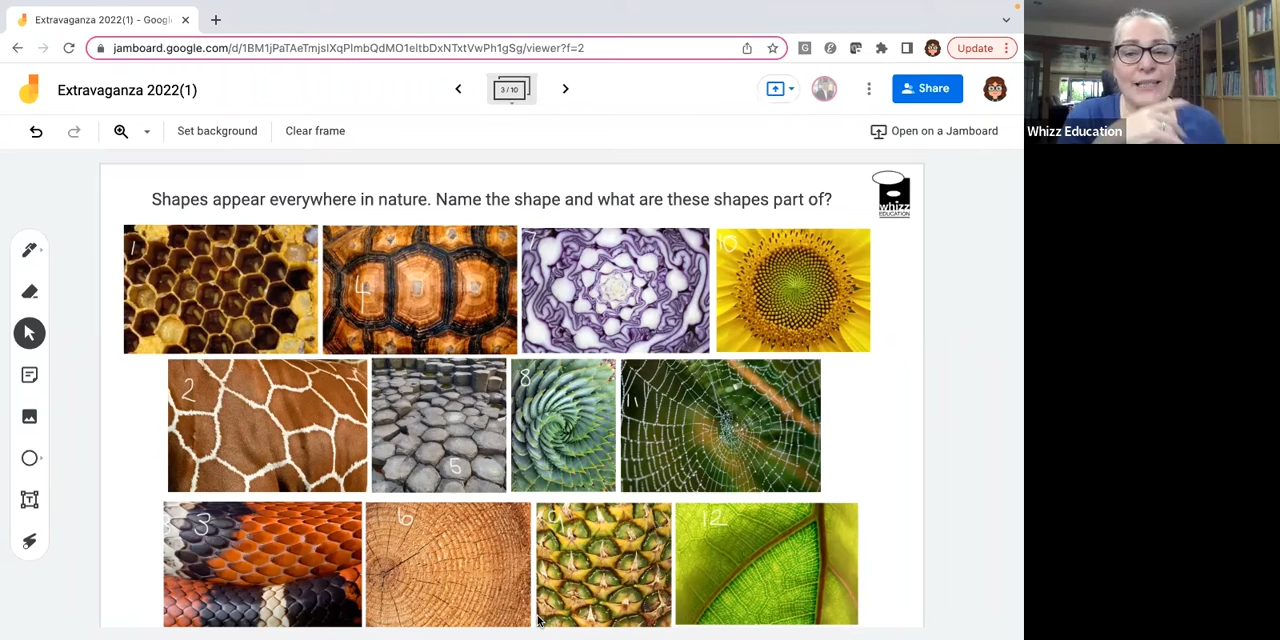 Extravaganza 2022(1) - Googl
jamboard.google.com/d/1BM1jPaTAeTmjsIXqPlmbQdMO1eltbDxNTxtVwPh1gSg/viewer?f=2
Update
Extravaganza 2022(1)
3 / 10
Share
Set background
Clear frame
Open on a Jamboard
Whizz Education
Shapes appear everywhere in nature. Name the shape and what are these shapes part of?
whizz
EDUCATION
1
4
7
10
2
5
8
11
3
6
9
12